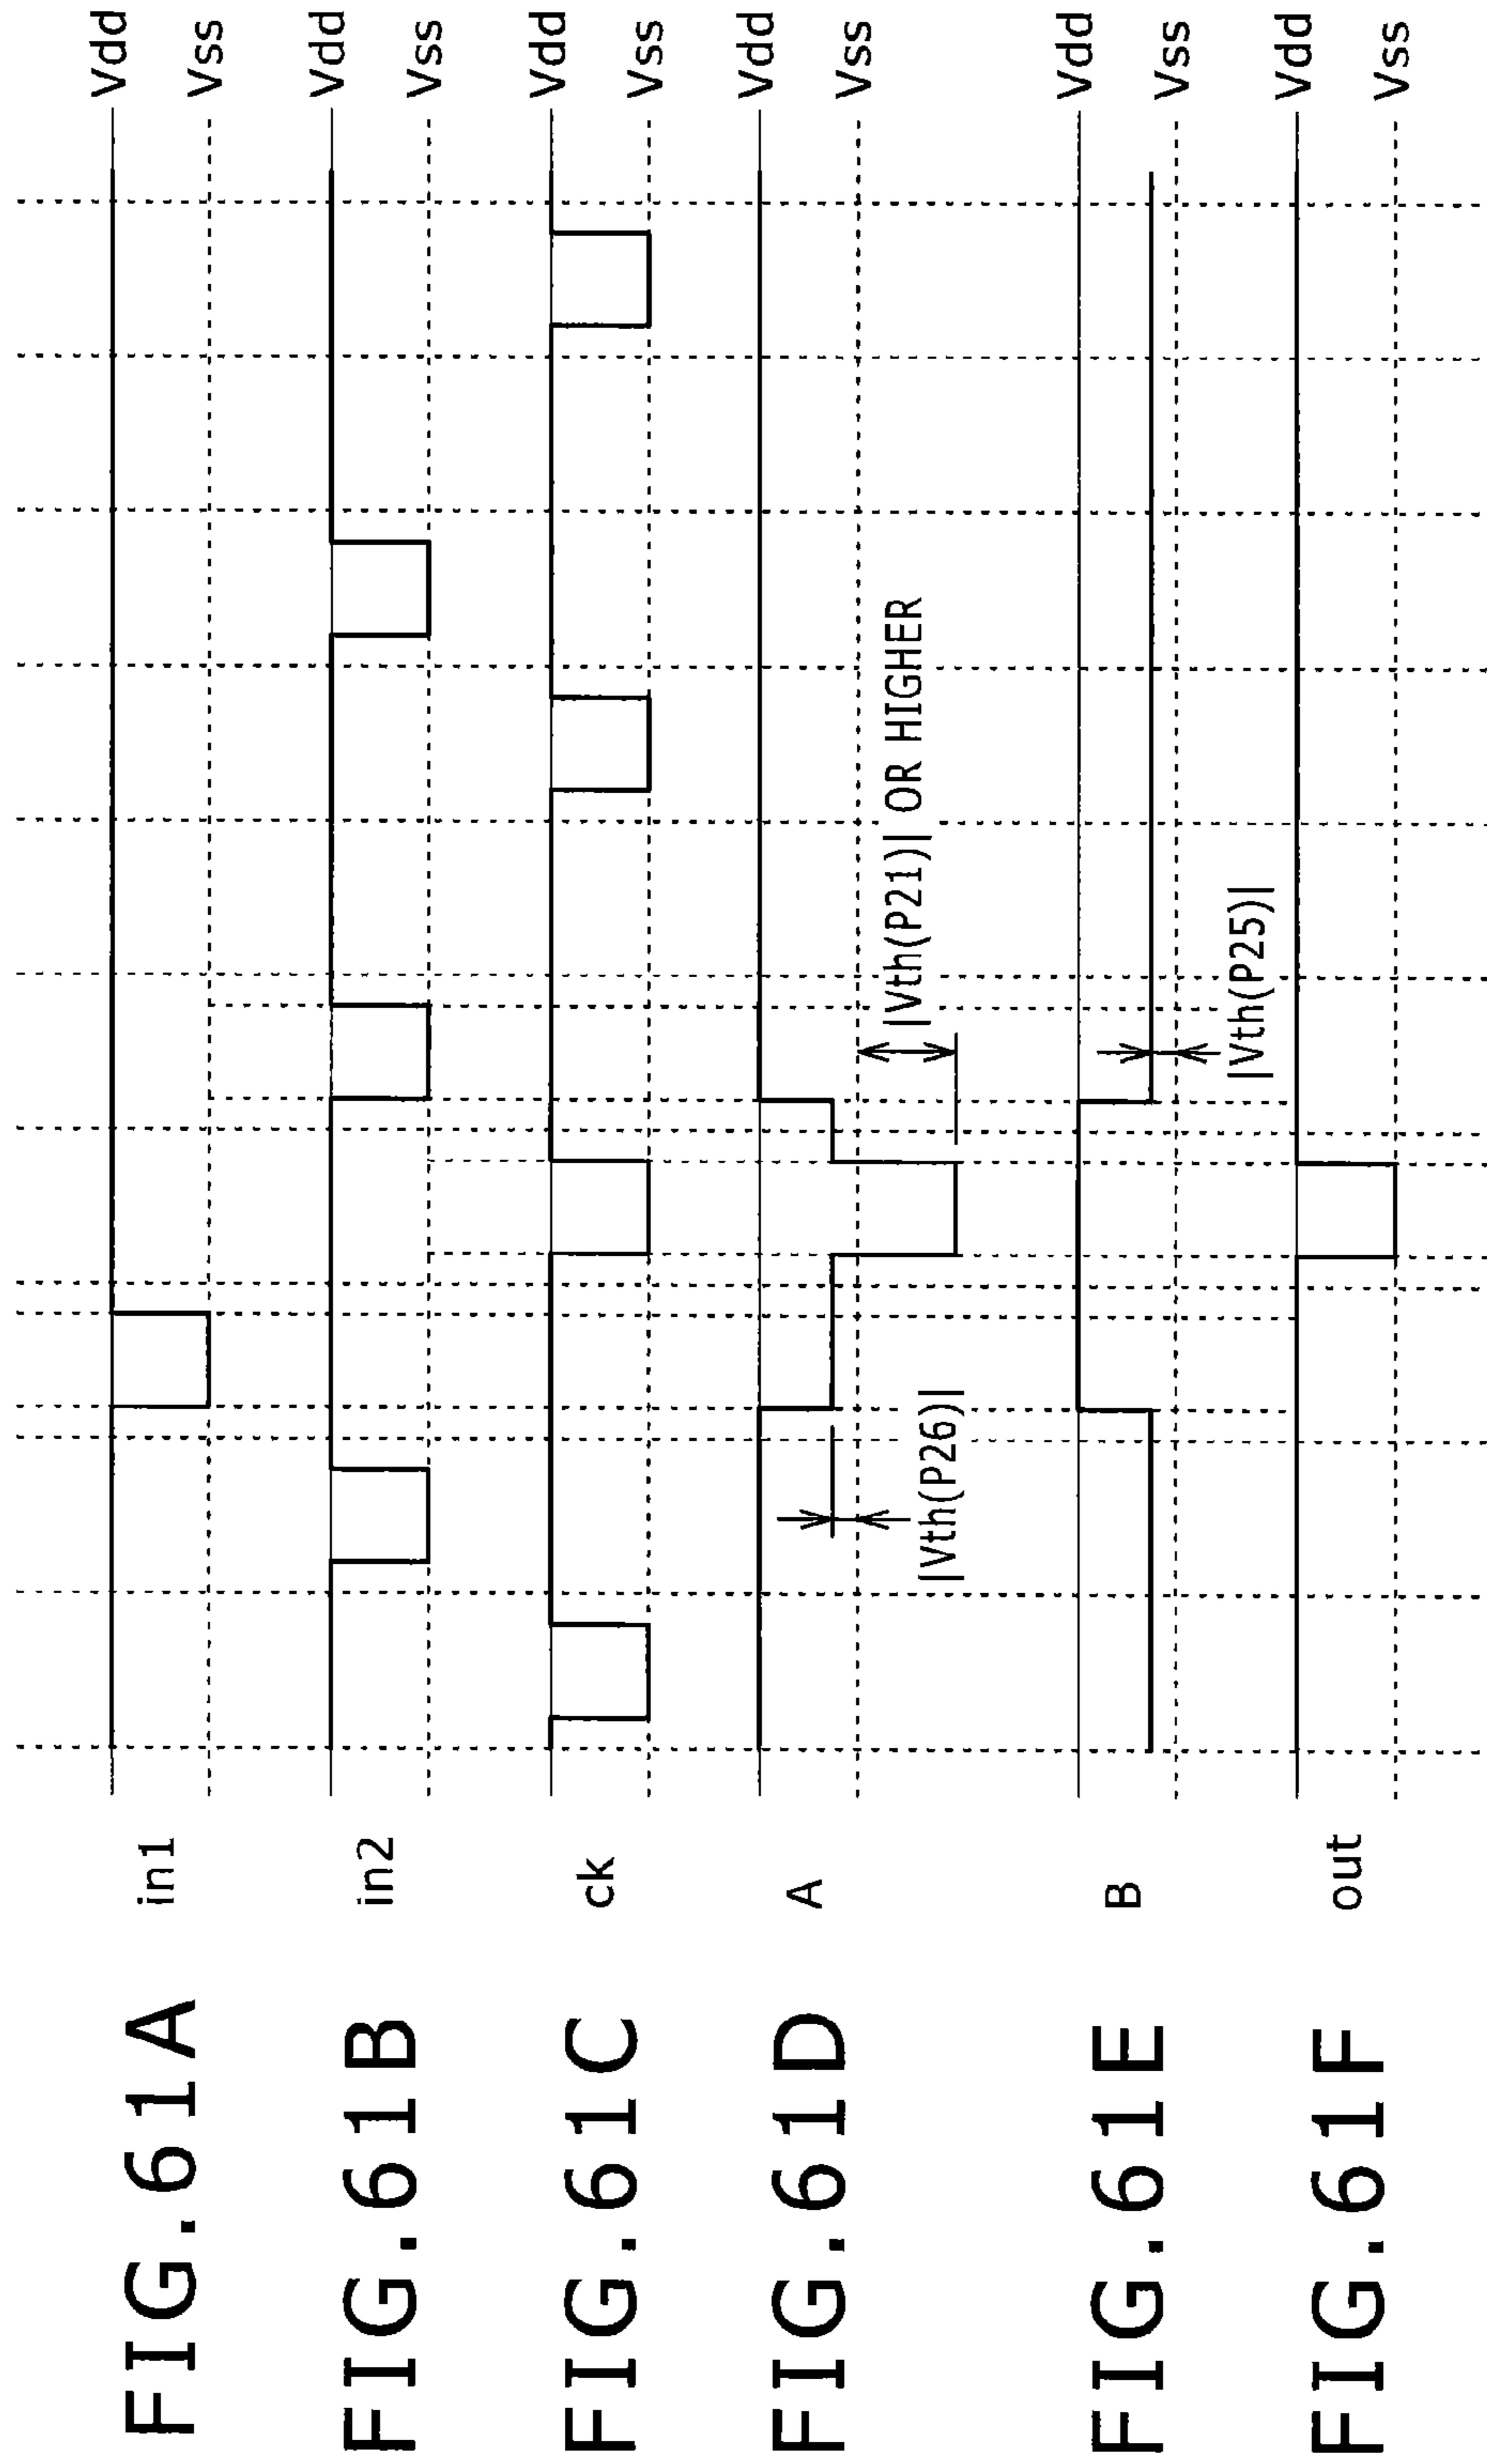 FIG.61A in1 Vdd
Vss
FIG.61B in2 Vdd
Vss
FIG.61C ck Vdd
Vss
FIG.61D A Vdd
Vss
|Vth(P26)|
|Vth(P21)| OR HIGHER
FIG.61E B Vdd
Vss
|Vth(P25)|
FIG.61F out Vdd
Vss